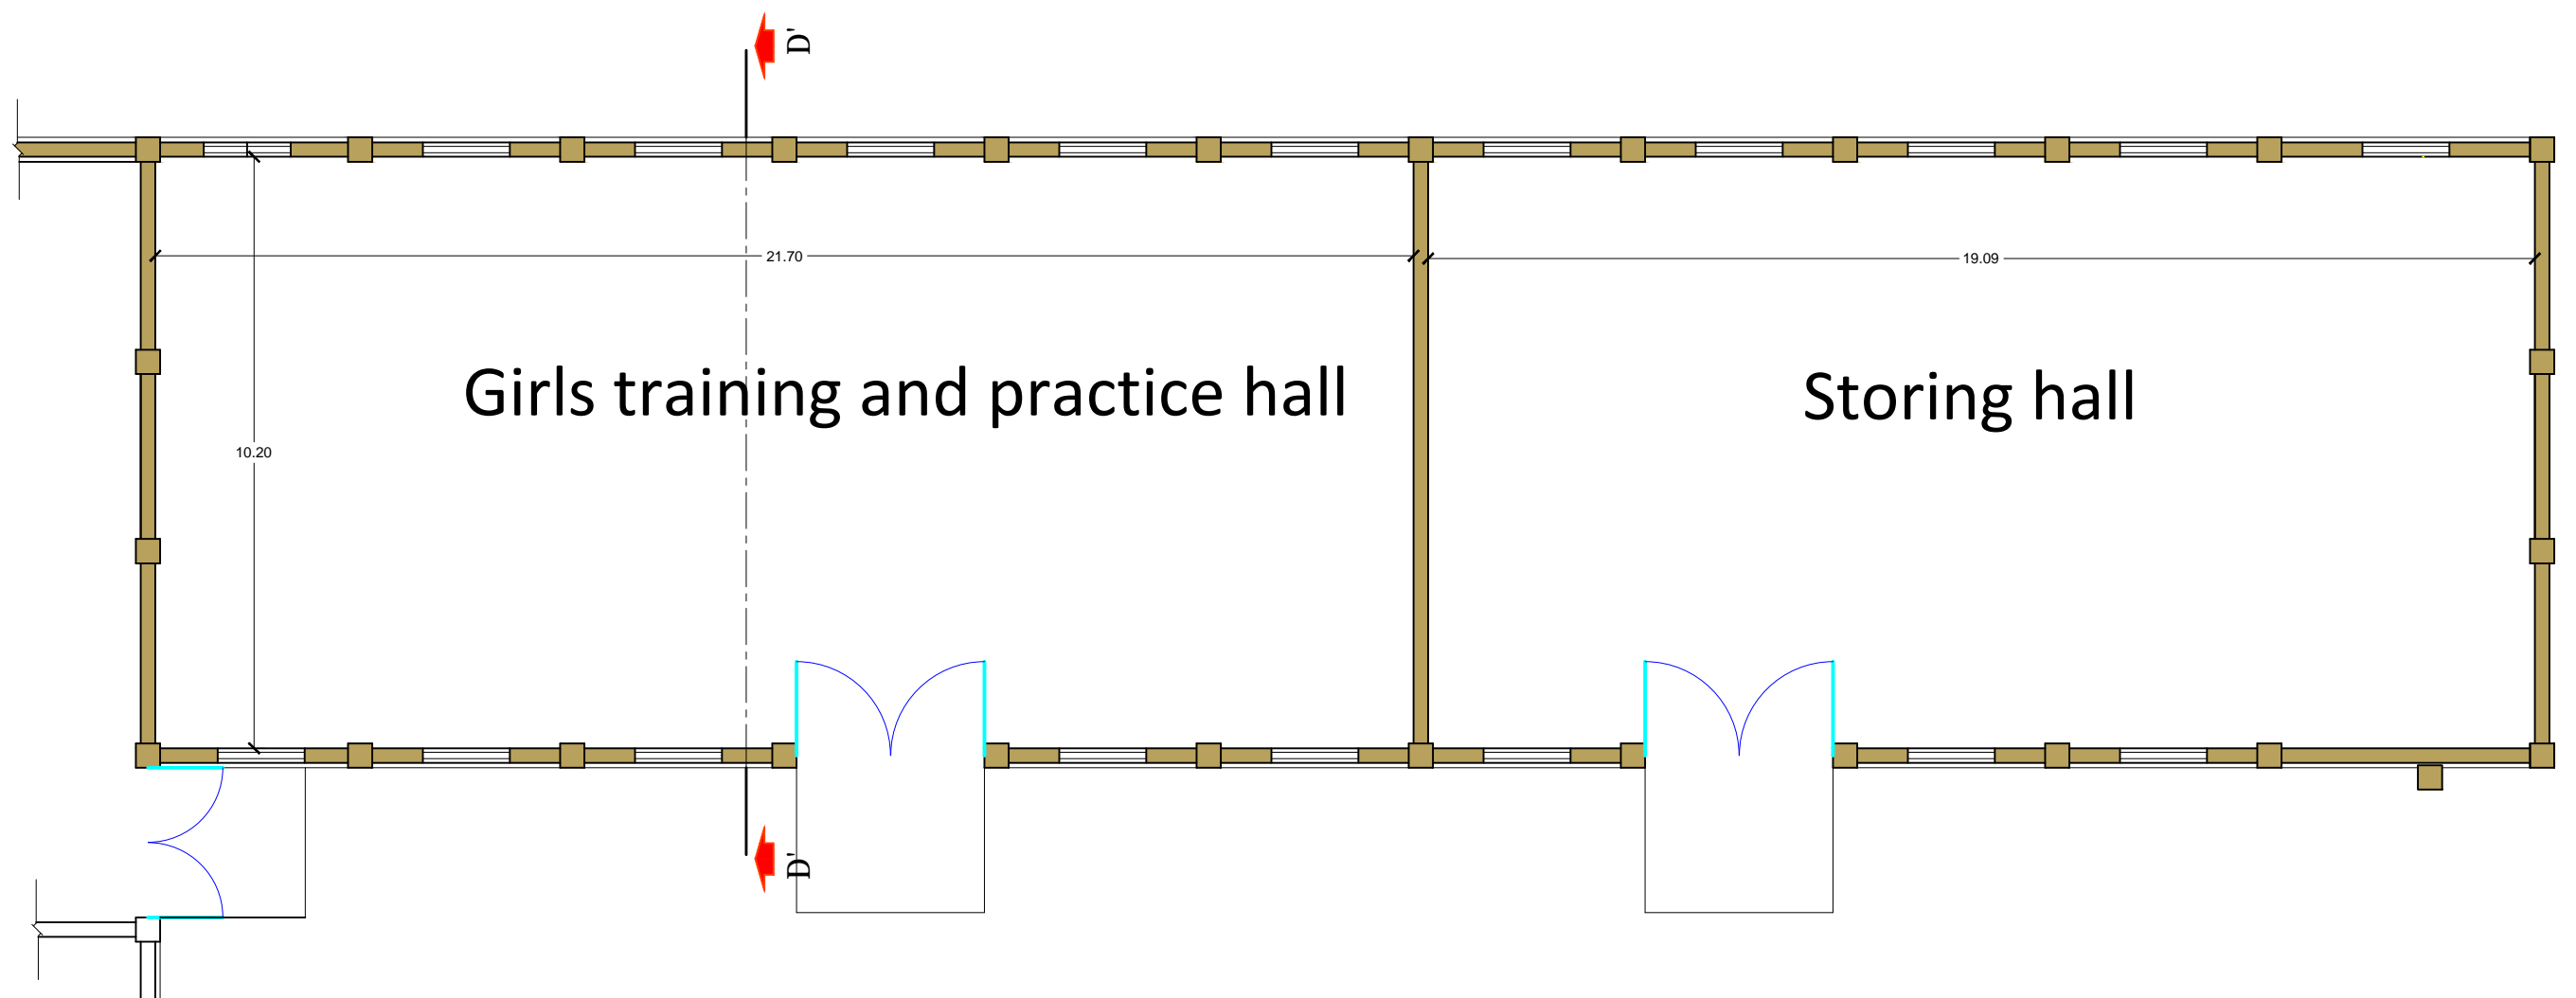 D'
21.70
19.09
Girls training and practice hall
Storing hall
10.20
D'